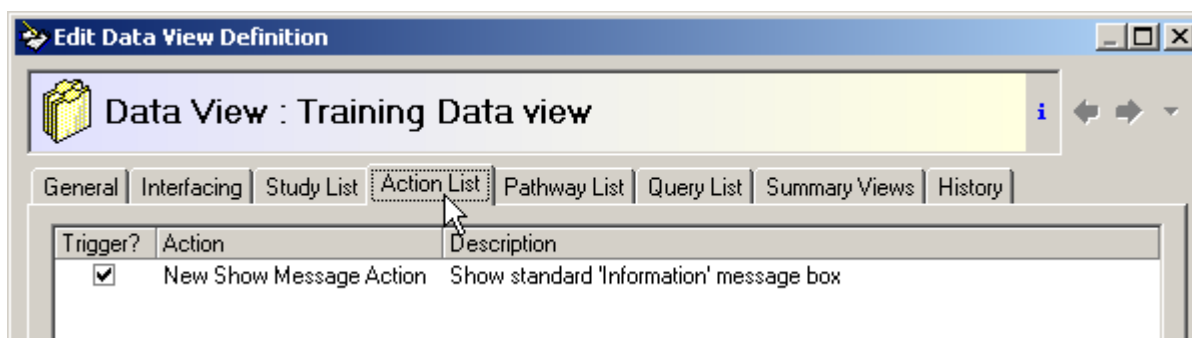 Edit Data View Definition
Data View : Training Data view
i
General Interfacing Study List Action List Pathway List Query List Summary Views History
Trigger? Action Description
New Show Message Action Show standard 'Information' message box